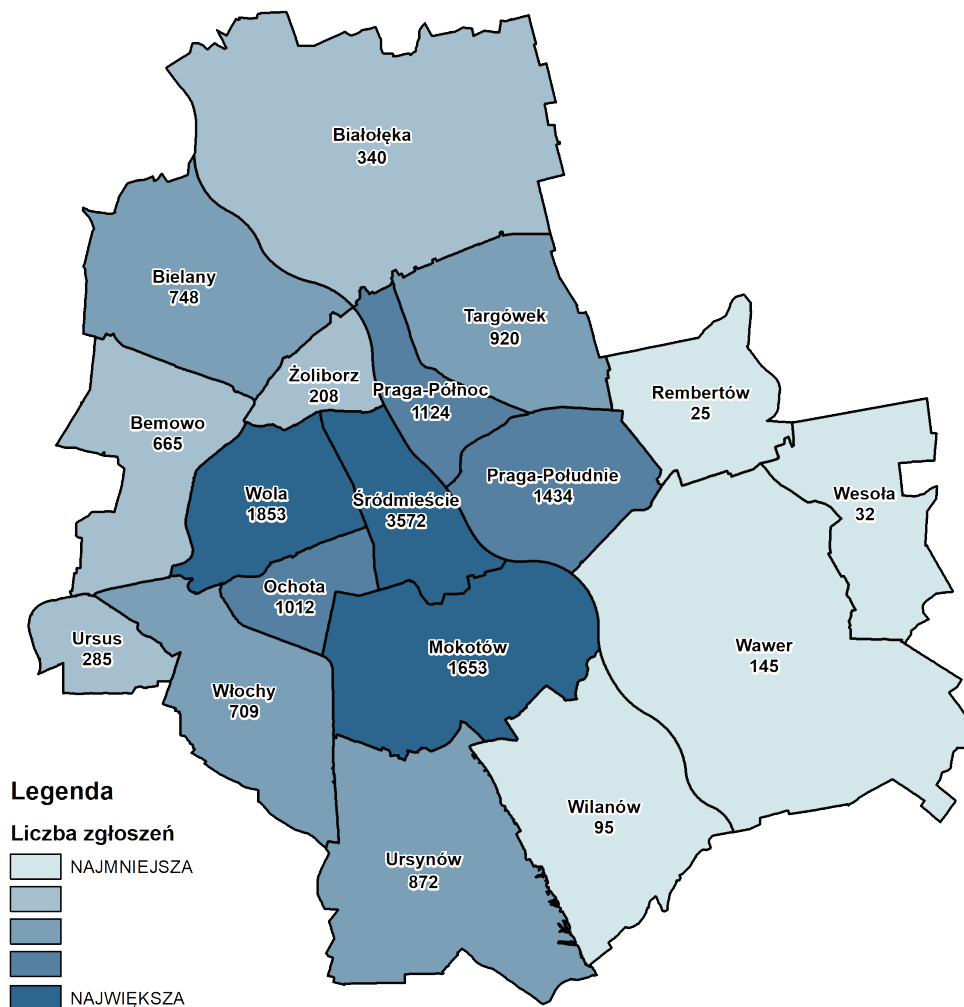 Białołęka
340
Bielany
748
Targówek
920
Żoliborz
208
Praga-Północ
1124
Rembertów
25
Bemowo
665
Praga-Południe
1434
Wesoła
32
Wola
1853
Śródmieście
3572
Ochota
1012
Ursus
285
Mokotów
1653
Wawer
145
Włochy
709
Wilanów
95
Ursynów
872
Legenda
Liczba zgłoszeń
NAJMNIEJSZA
NAJWIĘKSZA